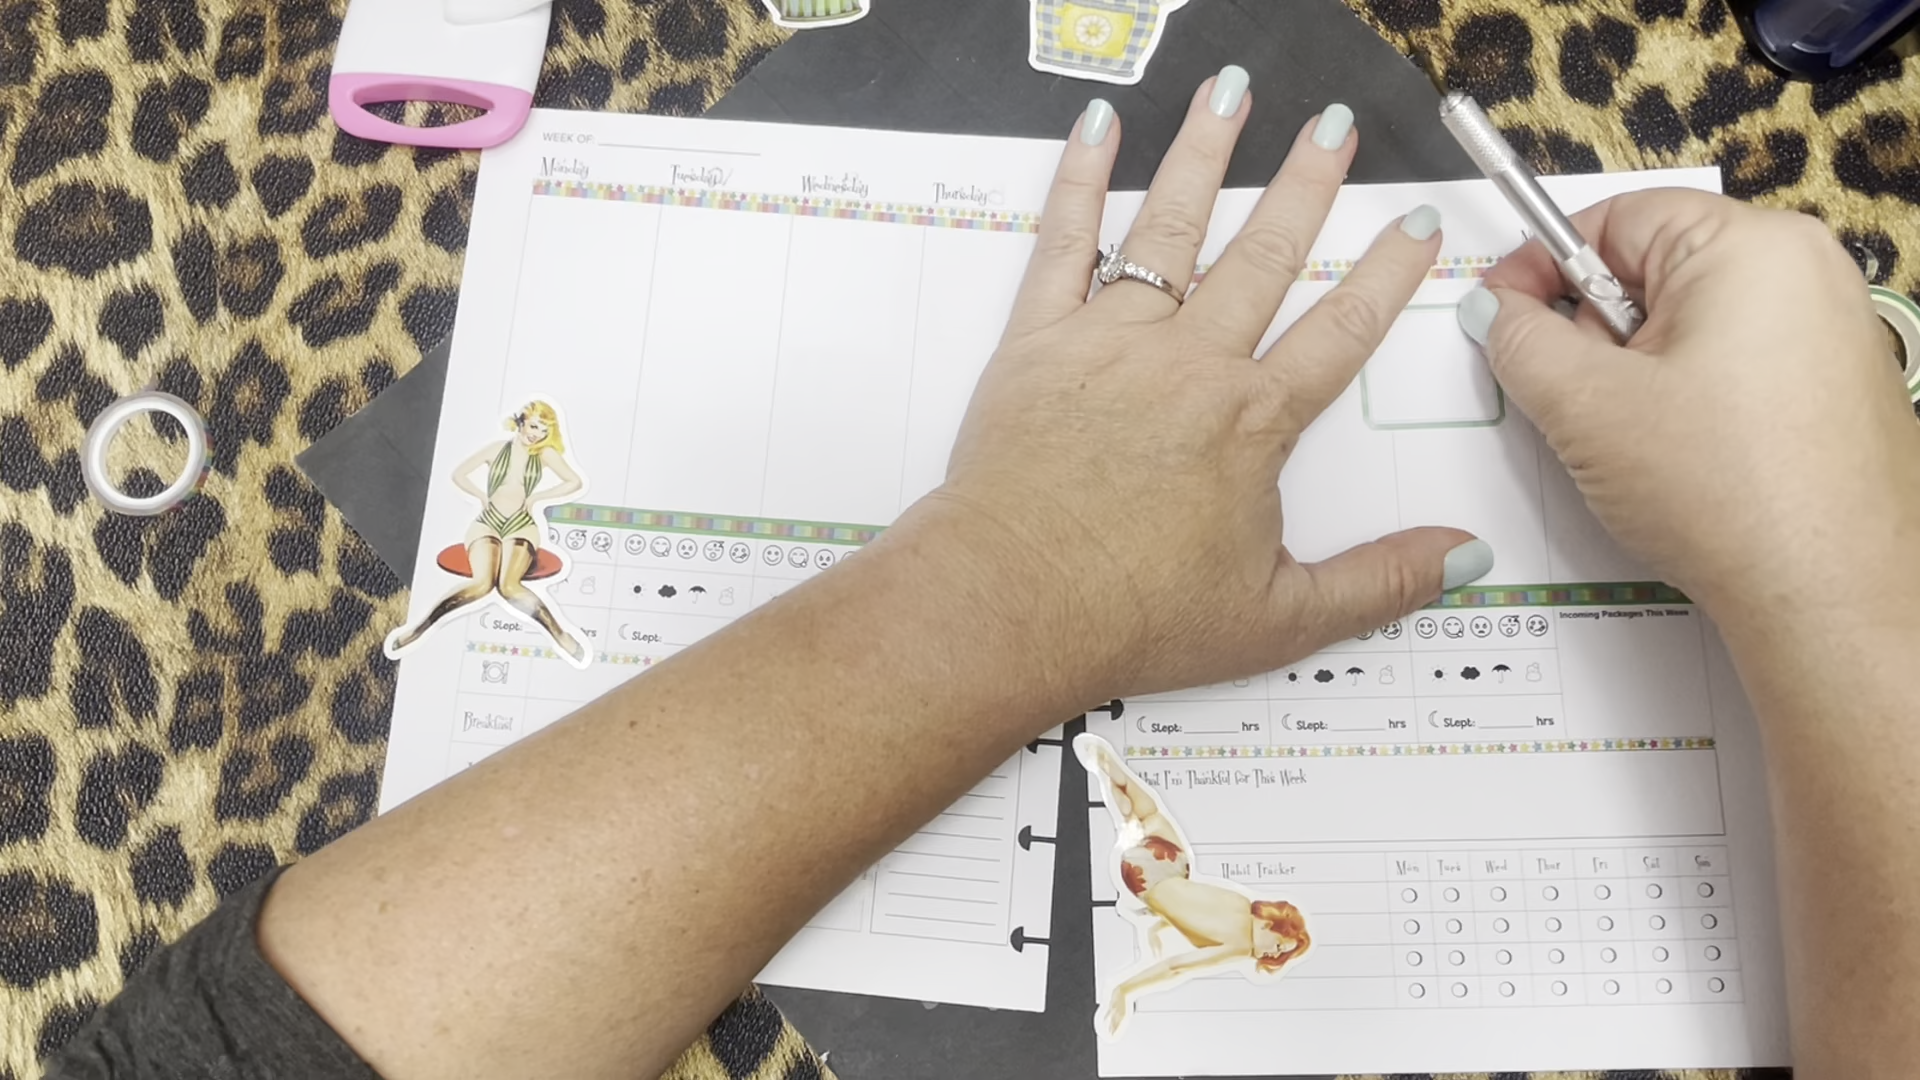 WEEK OF:
Monday
Tuesday
Wednesday
Thursday
Slept: hrs
Slept:
Breakfast
Incoming Packages This Week
Slept: hrs
Slept: hrs
Slept: hrs
What I'm Thankful for This Week
Habit Tracker Mon Tues Wed Thur Fri Sat Sun